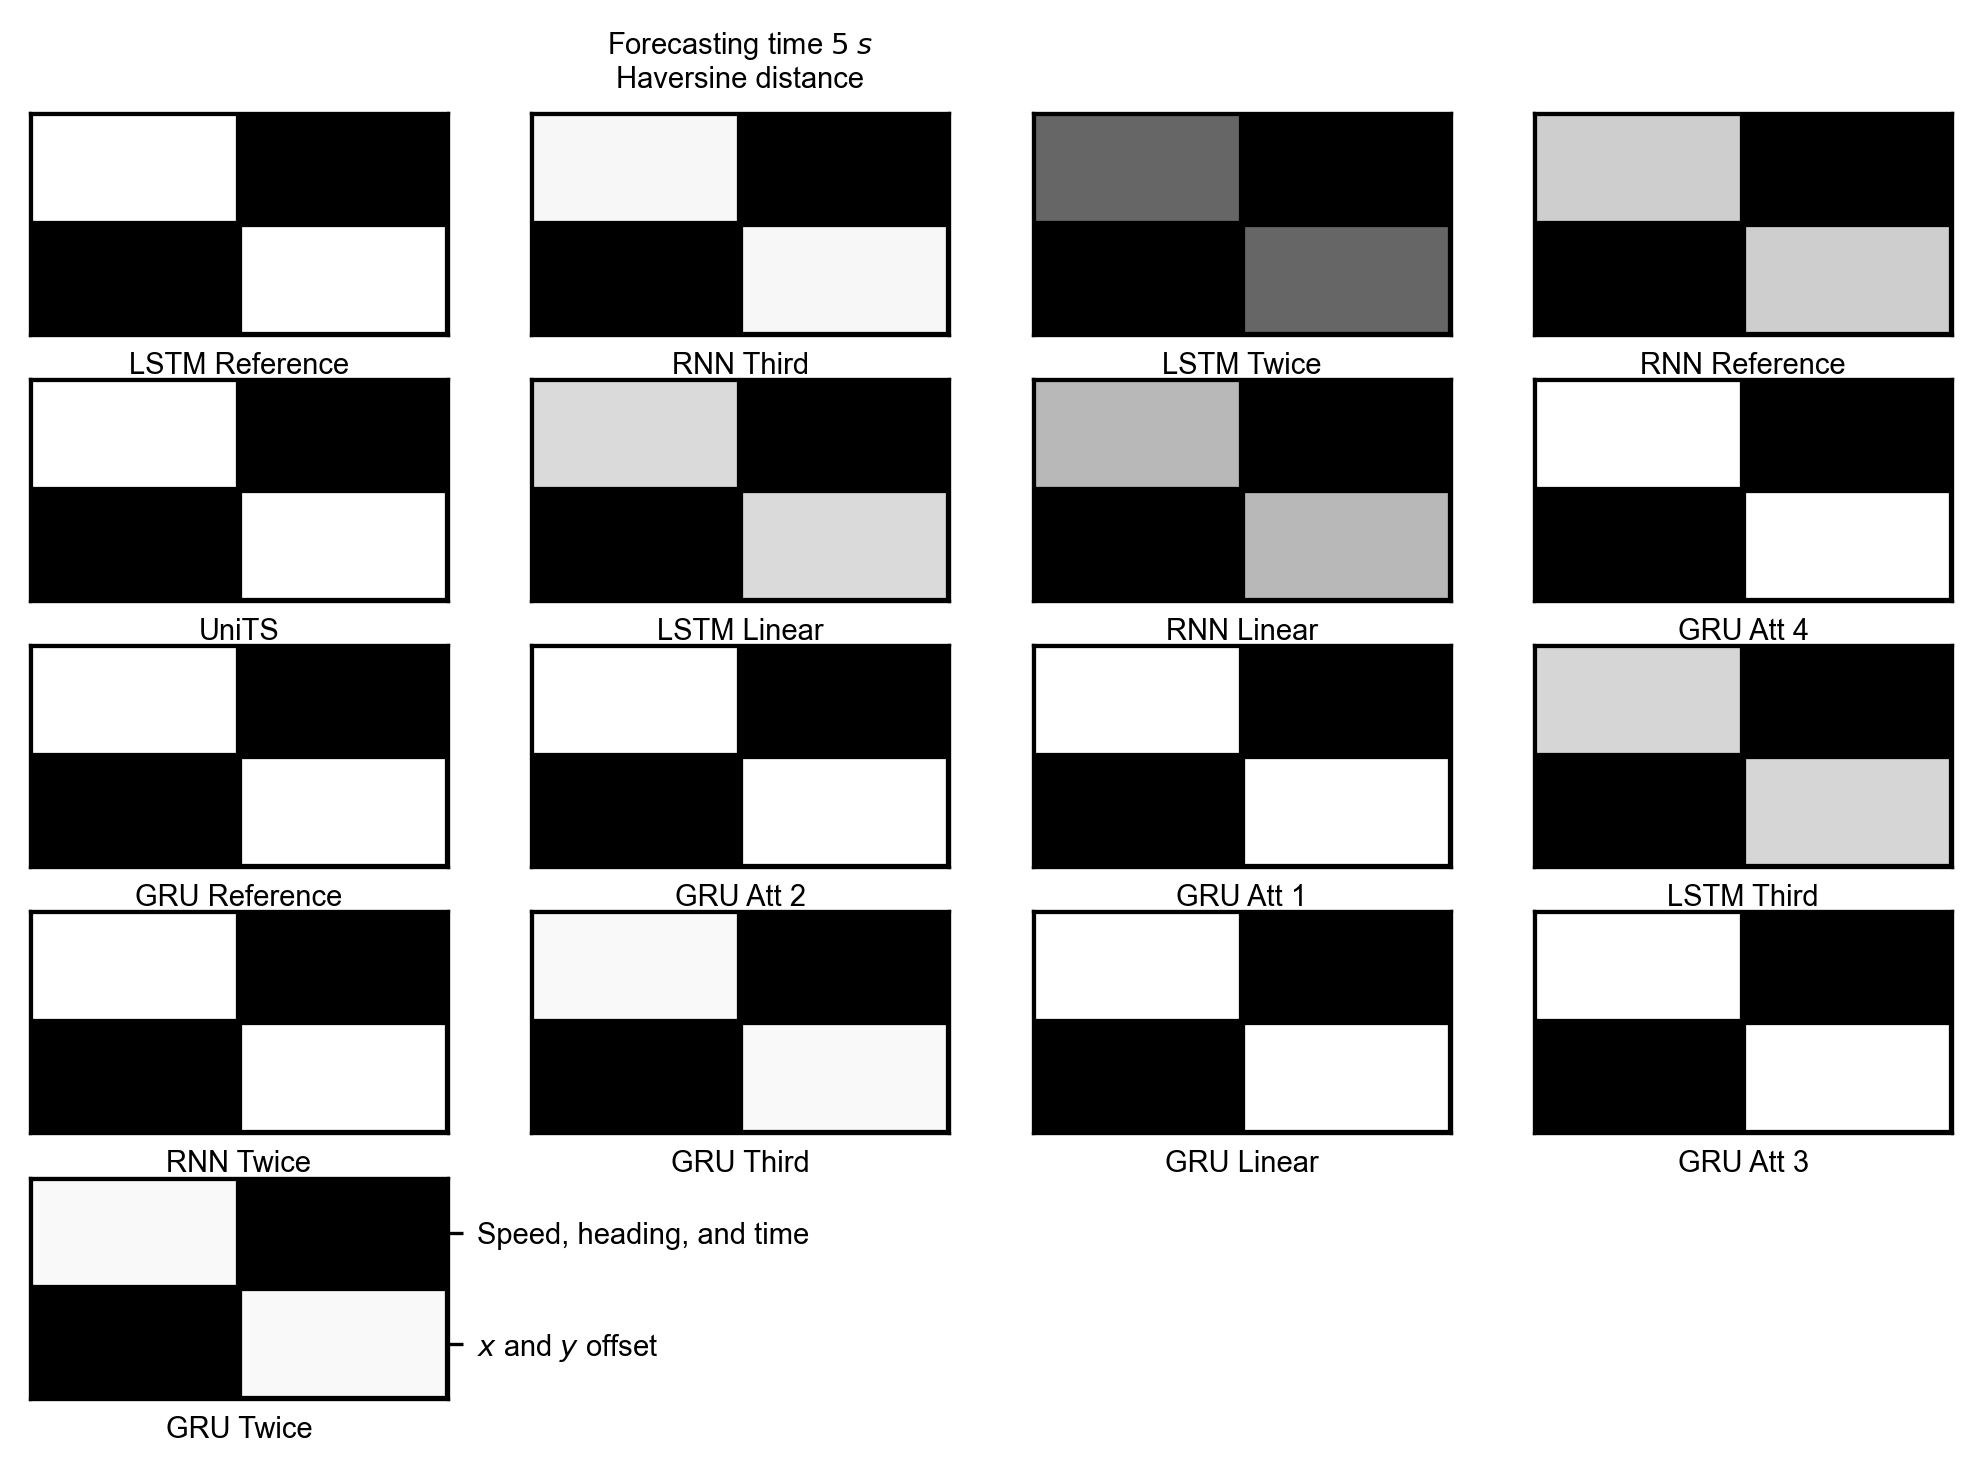 Forecasting time 5 s
Haversine distance
LSTM Reference
RNN Third
LSTM Twice
RNN Reference
UniTS
LSTM Linear
RNN Linear
GRU Att 4
GRU Reference
GRU Att 2
GRU Att 1
LSTM Third
RNN Twice
GRU Third
GRU Linear
GRU Att 3
Speed, heading, and time
x and y offset
GRU Twice